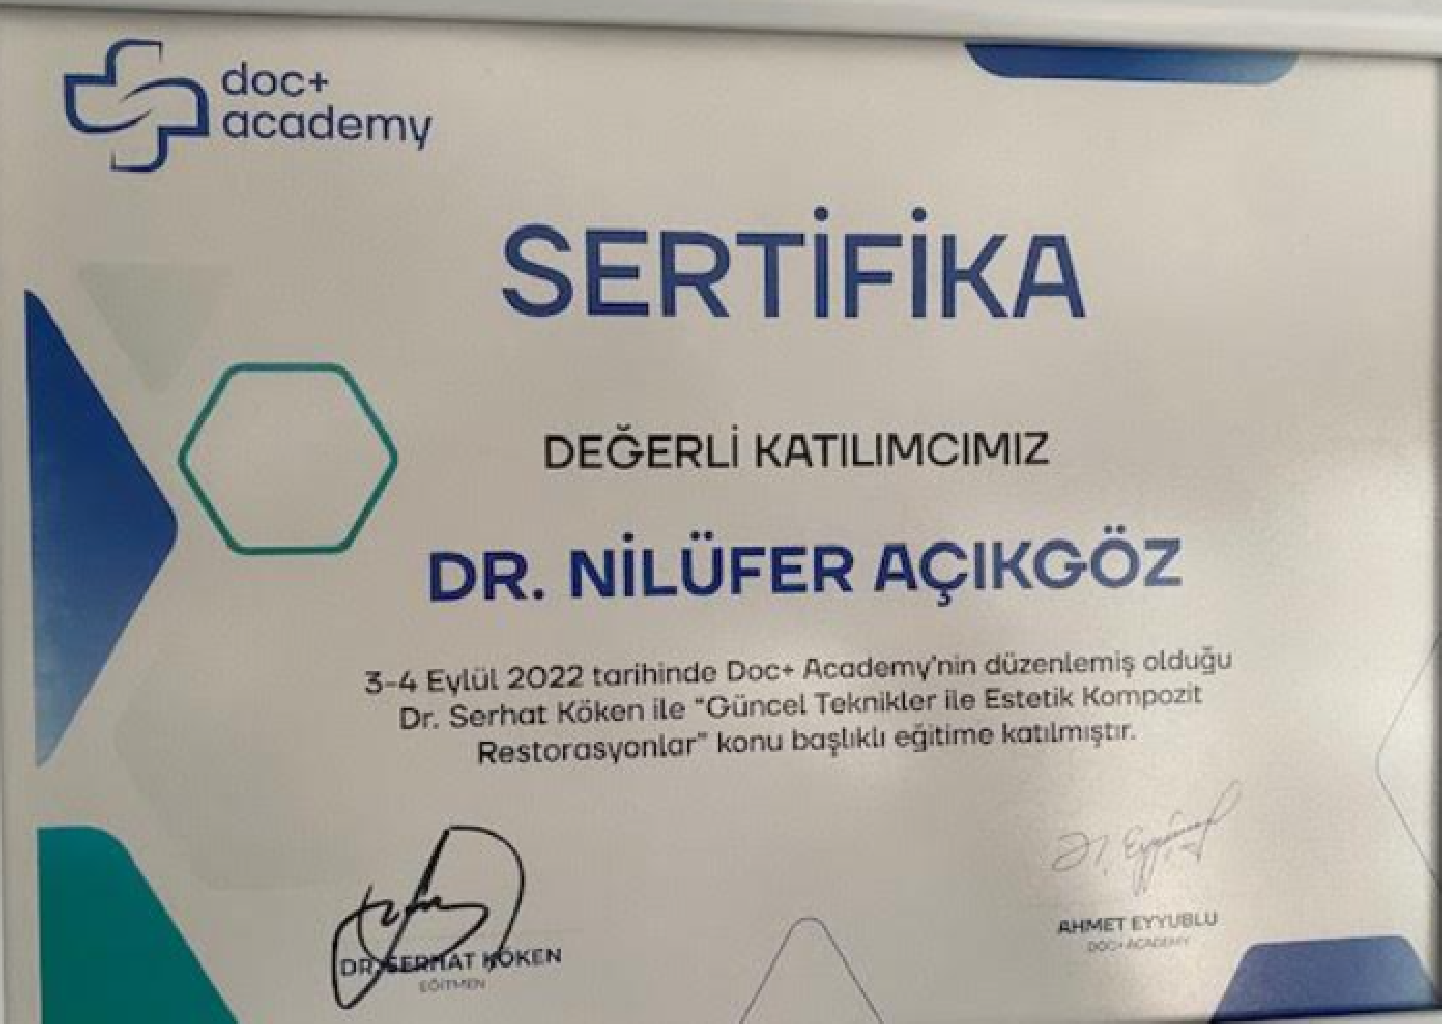 doc+
academy
SERTİFİKA
DEĞERLİ KATILIMCIMIZ
DR. NİLÜFER AÇIKGÖZ
3-4 Eylül 2022 tarihinde Doc+ Academy'nin düzenlemiş olduğu
Dr. Serhat Köken ile "Güncel Teknikler ile Estetik Kompozit
Restorasyonlar" konu başlıklı eğitime katılmıştır.
DR. SERHAT KÖKEN
EĞİTMEN
AHMET EYYUBLU
DOC+ ACADEMY